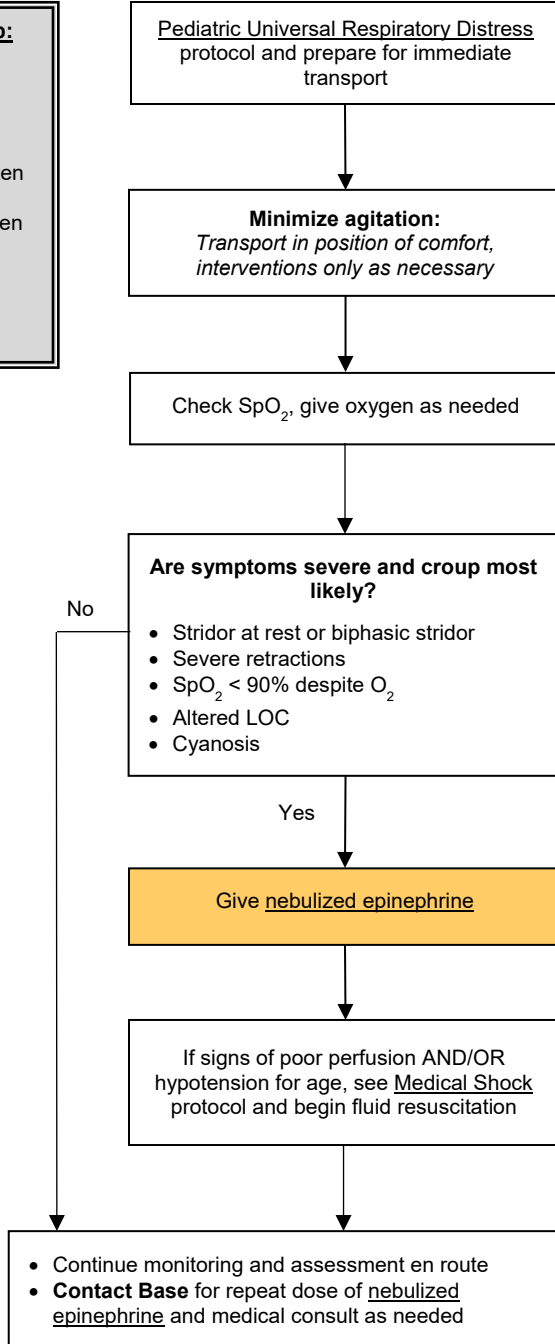 Pediatric Universal Respiratory Distress
protocol and prepare for immediate
transport
Minimize agitation:
Transport in position of comfort,
interventions only as necessary
Check SpO2, give oxygen as needed
Are symptoms severe and croup most
likely?
• Stridor at rest or biphasic stridor
• Severe retractions
• SpO2 < 90% despite O2
• Altered LOC
• Cyanosis
No
Yes
Give nebulized epinephrine
If signs of poor perfusion AND/OR
hypotension for age, see Medical Shock
protocol and begin fluid resuscitation
• Continue monitoring and assessment en route
• Contact Base for repeat dose of nebulized
epinephrine and medical consult as needed